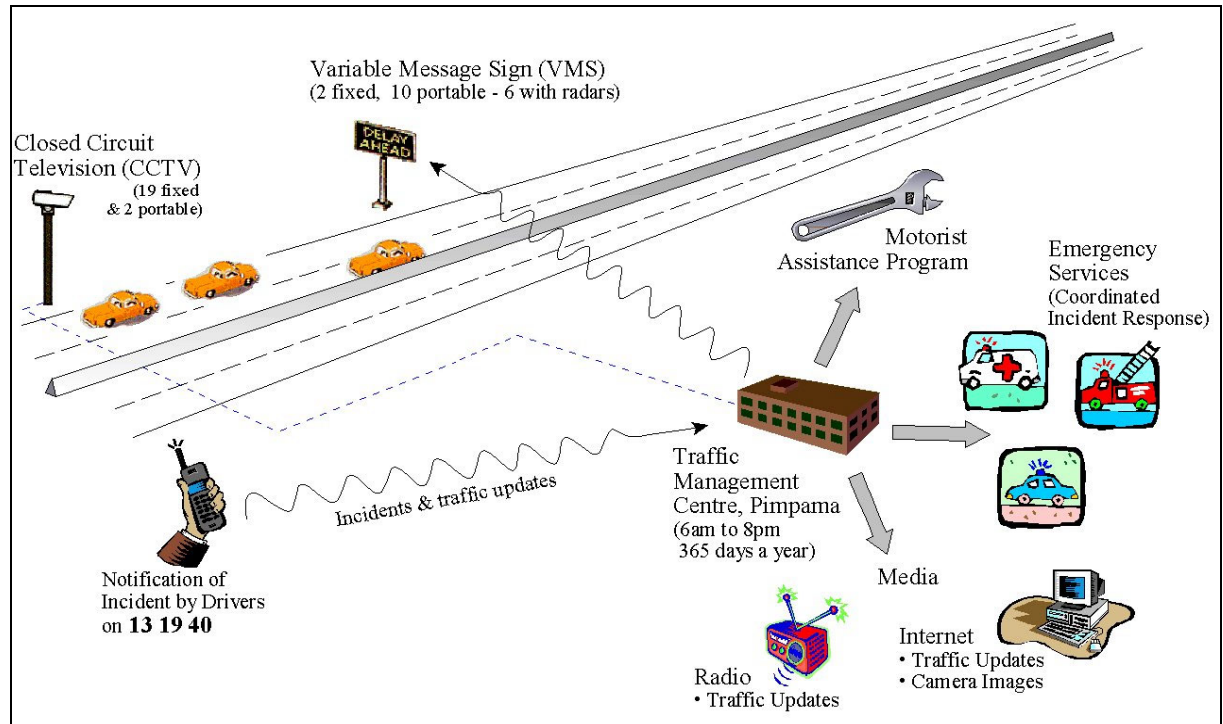 Variable Message Sign (VMS)
(2 fixed, 10 portable - 6 with radars)
DELAY
AHEAD
Closed Circuit
Television (CCTV)
(19 fixed
& 2 portable)
Motorist
Assistance Program
Emergency
Services
(Coordinated
Incident Response)
Incidents & traffic updates
Traffic
Management
Centre, Pimpama
(6am to 8pm
365 days a year)
Notification of
Incident by Drivers
on 13 19 40
Media
Radio
• Traffic Updates
Internet
• Traffic Updates
• Camera Images